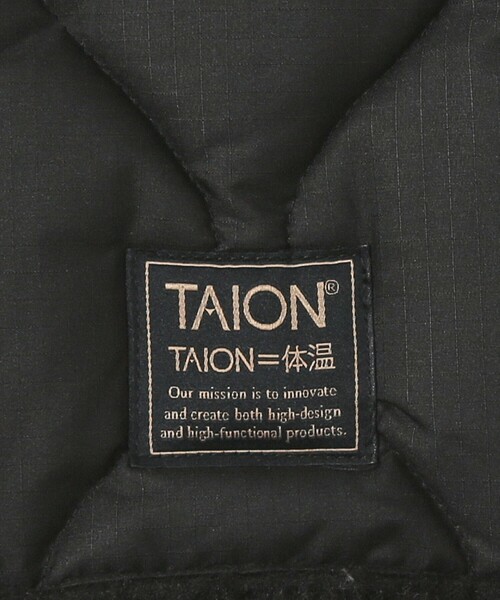 TAION®
TAION=体温
Our mission is to innovate
and create both high-design
and high-functional products.